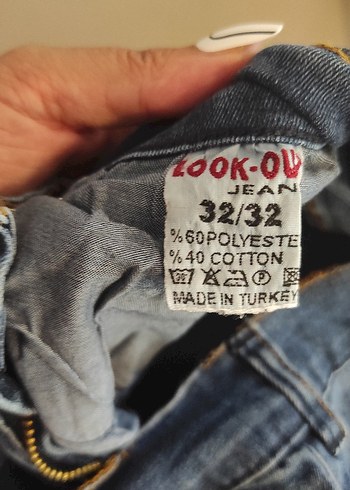 LOOK-OU
JEAN
32/32
%60POLYESTE
%40 COTTON
MADE IN TURKEY